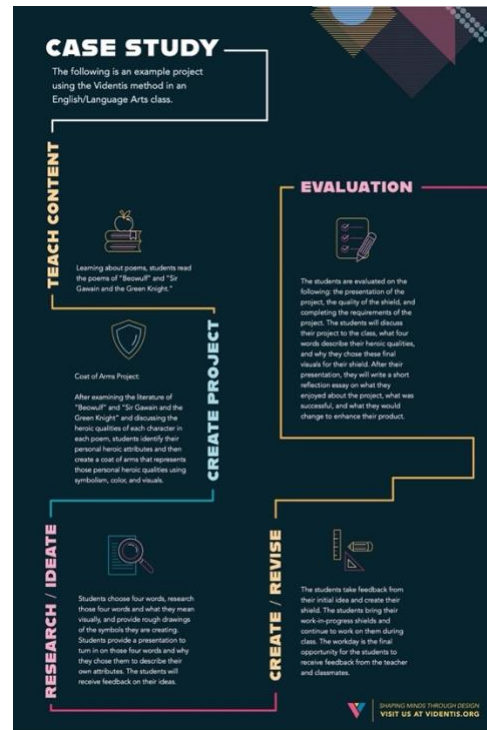 CASE STUDY
The following is an example project
using the Videntis method in an
English/Language Arts class.
TEACH CONTENT
Learning about poems, students read
the poems of "Beowulf" and "Sir
Gawain and the Green Knight."
CREATE PROJECT
Coat of Arms Project:
After examining the literature of
"Beowulf" and "Sir Gawain and the
Green Knight" and discussing the
heroic qualities of each character in
each poem, students identify their
personal heroic attributes and then
create a coat of arms that represents
those personal heroic qualities using
symbolism, color, and visuals.
RESEARCH / IDEATE
Students choose four words, research
those four words and what they mean
visually, and provide rough drawings
of the symbols they are creating.
Students provide a presentation to
turn in on those four words and why
they chose them to describe their
own attributes. The students will
receive feedback on their ideas.
CREATE / REVISE
The students take feedback from
their initial idea and create their
shield. The students bring their
work-in-progress shields and
continue to work on them during
class. The workday is the final
opportunity for the students to
receive feedback from the teacher
and classmates.
EVALUATION
The students are evaluated on the
following: the presentation of the
project, the quality of the shield, and
completing the requirements of the
project. The students will discuss
their project to the class, what four
words describe their heroic qualities,
and why they chose these final
visuals for their shield. After their
presentation, they will write a short
reflection essay on what they
enjoyed about the project, what was
successful, and what they would
change to enhance their product.
SHAPING MINDS THROUGH DESIGN
VISIT US AT VIDENTIS.ORG